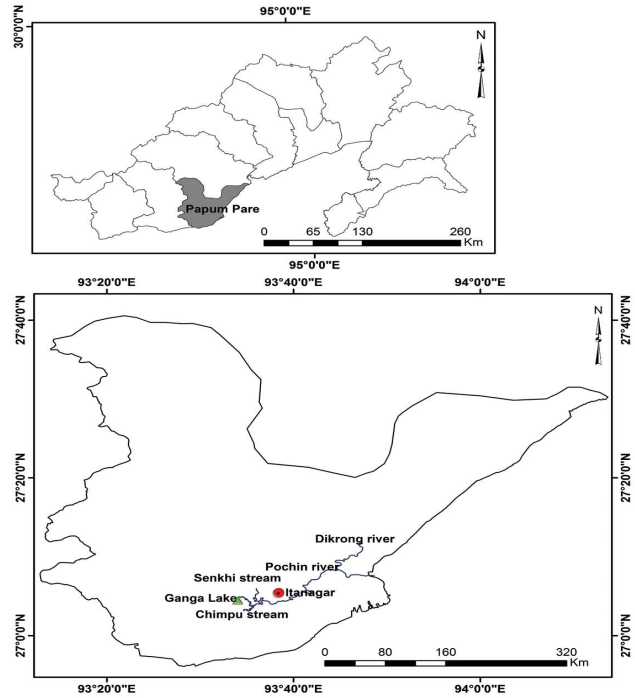 95°0'0"E
30°0'0"N
N
Papum Pare
0 65 130 260
Km
95°0'0"E
93°20'0"E 93°40'0"E 94°0'0"E
27°40'0"N 27°40'0"N
N
27°20'0"N 27°20'0"N
Dikrong river
Pochin river
Senkhi stream
Itanagar
Ganga Lake
Chimpu stream
27°0'0"N 27°0'0"N
0 80 160 320
Km
93°20'0"E 93°40'0"E 94°0'0"E